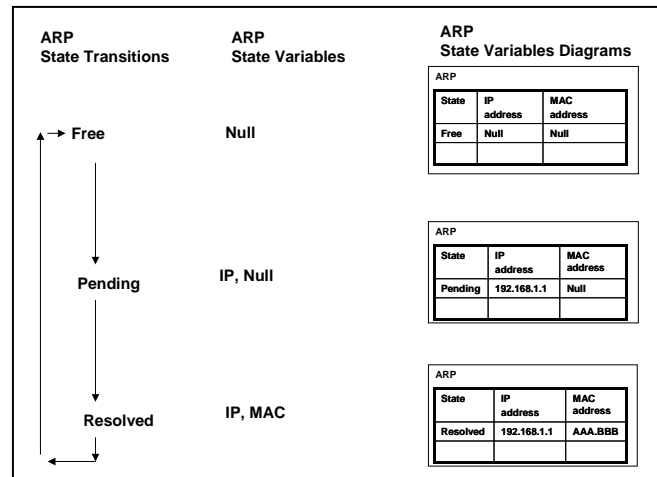 ARP
State Transitions
ARP
State Variables
ARP
State Variables Diagrams
Free
Null
ARP
State IP address MAC address
Free Null Null
Pending
IP, Null
ARP
State IP address MAC address
Pending 192.168.1.1 Null
Resolved
IP, MAC
ARP
State IP address MAC address
Resolved 192.168.1.1 AAA.BBB